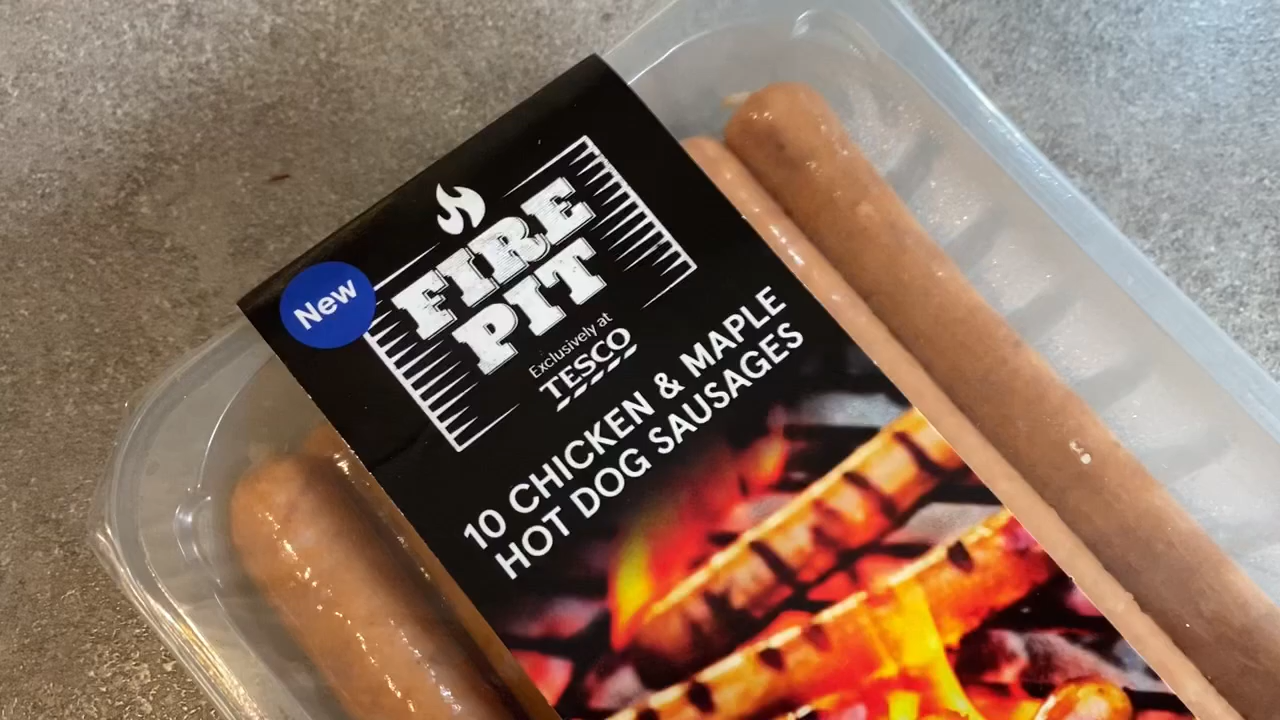 New
FIRE
PIT
Exclusively at
TESCO
10 CHICKEN & MAPLE
HOT DOG SAUSAGES